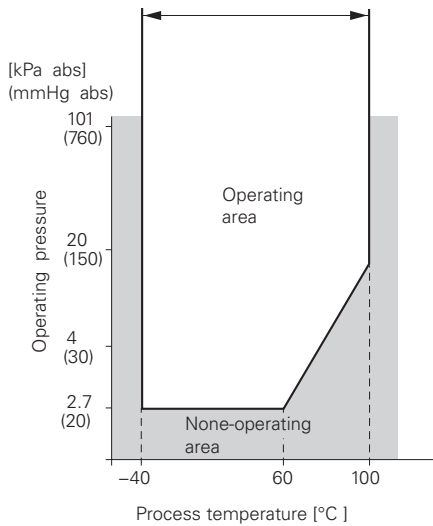 [kPa abs]
(mmHg abs)
101
(760)
Operating pressure
Operating
area
20
(150)
4
(30)
2.7
(20)
None-operating
area
−40
60
100
Process temperature [°C ]